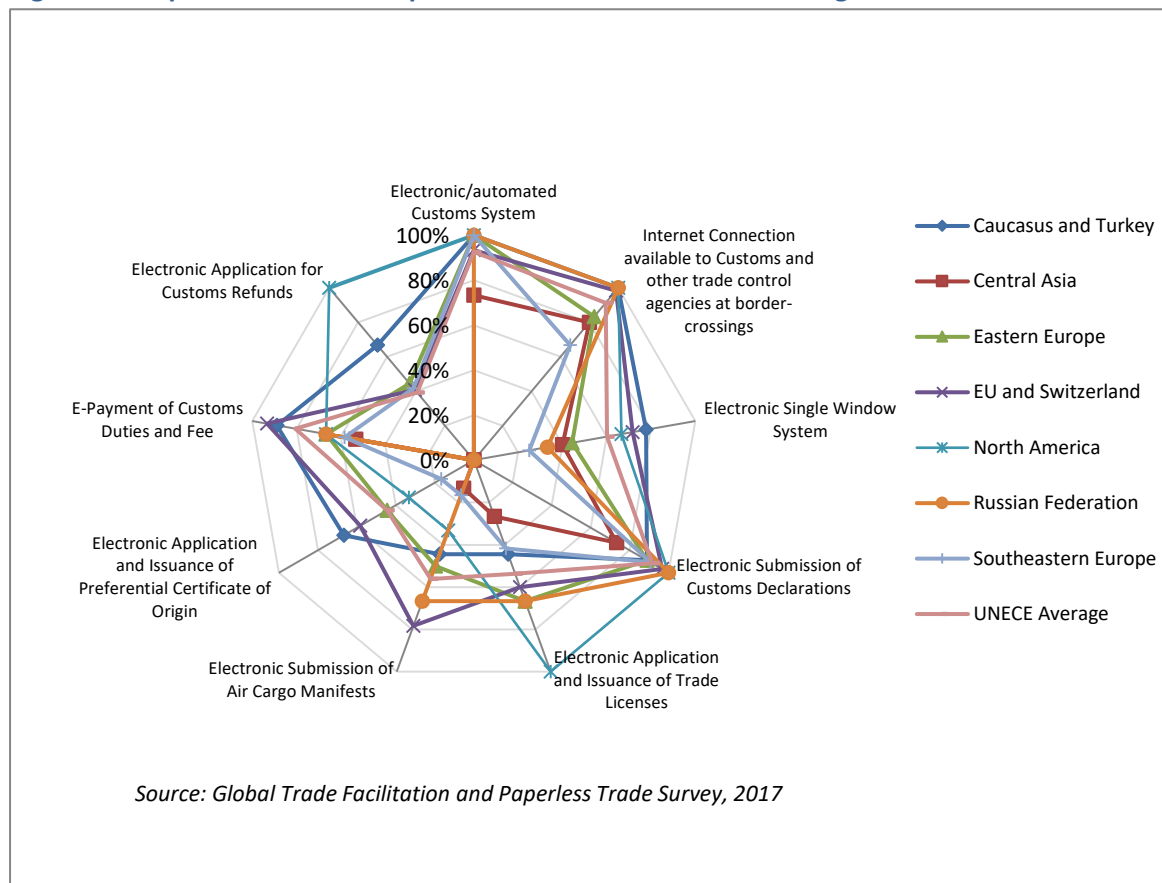 Electronic/automated
Customs System
Internet Connection
available to Customs and
other trade control
agencies at border-
crossings
Electronic Single Window
System
Electronic Submission of
Customs Declarations
Electronic Application
and Issuance of Trade
Licenses
Electronic Submission of
Air Cargo Manifests
Electronic Application
and Issuance of
Preferential Certificate of
Origin
E-Payment of Customs
Duties and Fee
Electronic Application for
Customs Refunds
100%
80%
60%
40%
20%
0%
Caucasus and Turkey
Central Asia
Eastern Europe
EU and Switzerland
North America
Russian Federation
Southeastern Europe
UNECE Average
Source: Global Trade Facilitation and Paperless Trade Survey, 2017